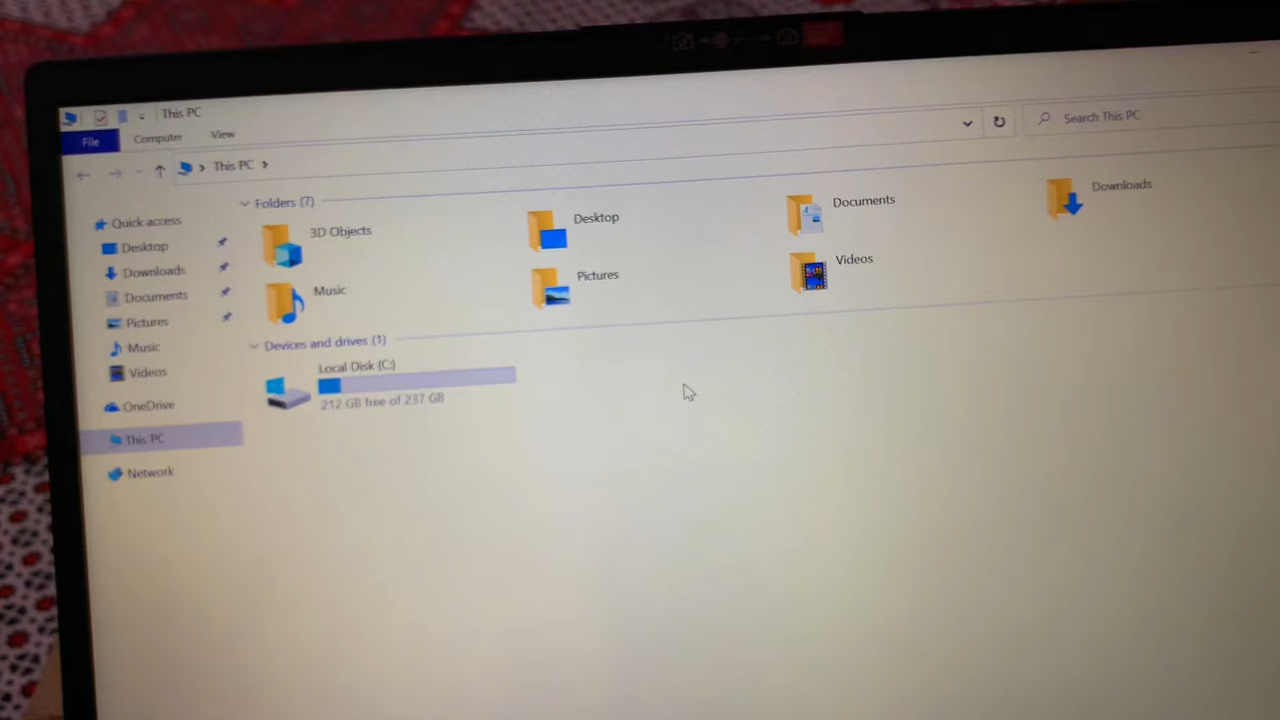 This PC
File Computer View
This PC
Search This PC
Quick access
Desktop
Downloads
Documents
Pictures
Music
Videos
OneDrive
This PC
Network
Folders (7)
3D Objects
Desktop
Documents
Downloads
Music
Pictures
Videos
Devices and drives (1)
Local Disk (C:)
212 GB free of 237 GB